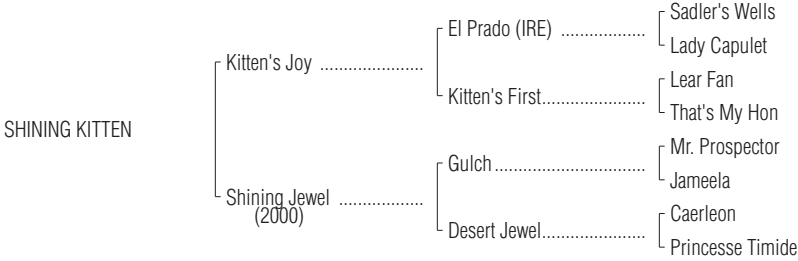 Sadler's Wells
El Prado (IRE) ..................
Lady Capulet
Kitten's Joy ......................
Lear Fan
Kitten's First......................
That's My Hon
SHINING KITTEN
Mr. Prospector
Gulch................................
Jameela
Shining Jewel ..................
(2000)
Caerleon
Desert Jewel......................
Princesse Timide